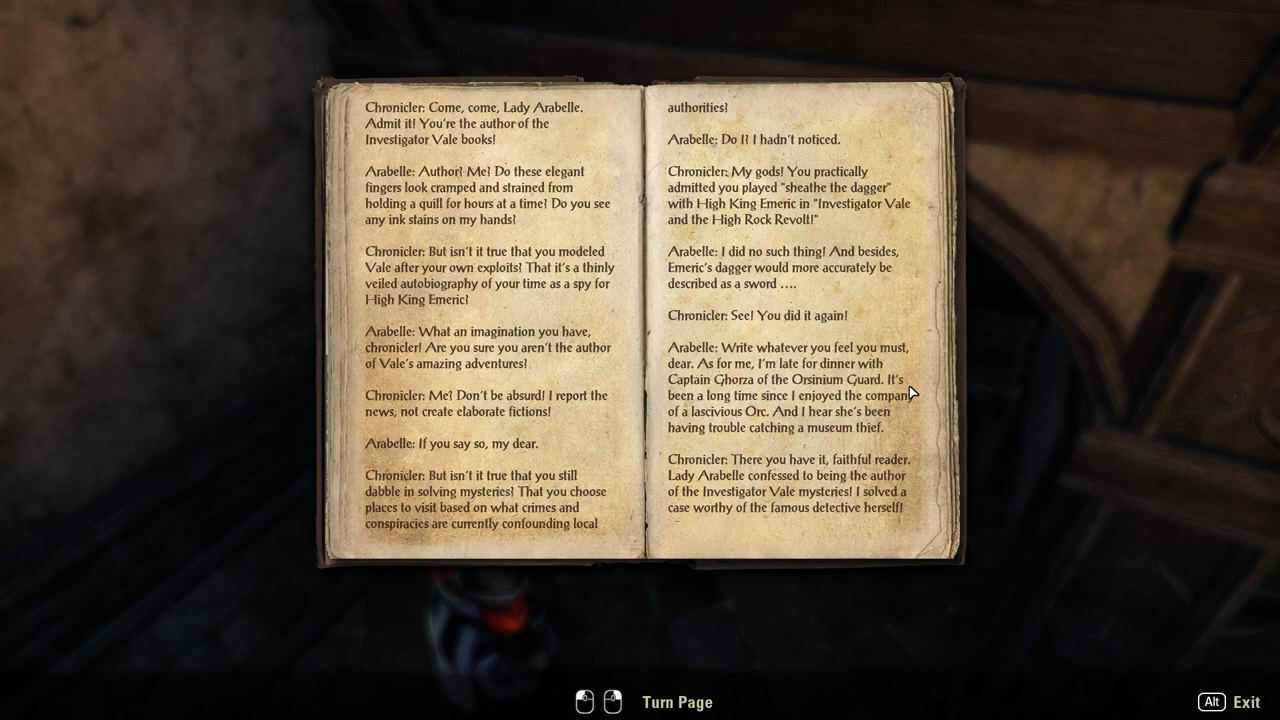 Chronicler: Come, come, Lady Arabelle.
Admit it! You're the author of the
Investigator Vale books!
Arabelle: Author? Me? Do these elegant
fingers look cramped and strained from
holding a quill for hours at a time? Do you see
any ink stains on my hands?
Chronicler: But isn't it true that you modeled
Vale after your own exploits? That it's a thinly
veiled autobiography of your time as a spy for
High King Emeric?
Arabelle: What an imagination you have,
chronicler! Are you sure you aren't the author
of Vale's amazing adventures?
Chronicler: Me? Don't be absurd! I report the
news, not create elaborate fictions!
Arabelle: If you say so, my dear.
Chronicler: But isn't it true that you still
dabble in solving mysteries? That you choose
places to visit based on what crimes and
conspiracies are currently confounding local
authorities?
Arabelle: Do I? I hadn't noticed.
Chronicler: My gods! You practically
admitted you played "sheathe the dagger"
with High King Emeric in "Investigator Vale
and the High Rock Revolt!"
Arabelle: I did no such thing! And besides,
Emeric's dagger would more accurately be
described as a sword ....
Chronicler: See! You did it again!
Arabelle: Write whatever you feel you must,
dear. As for me, I'm late for dinner with
Captain Ghorza of the Orsinium Guard. It's
been a long time since I enjoyed the company
of a lascivious Orc. And I hear she's been
having trouble catching a museum thief.
Chronicler: There you have it, faithful reader.
Lady Arabelle confessed to being the author
of the Investigator Vale mysteries! I solved a
case worthy of the famous detective herself!
Turn Page
Alt Exit